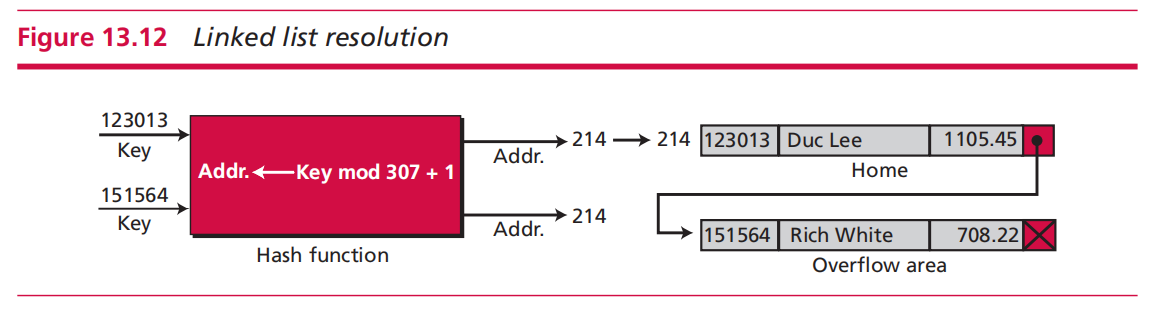 Figure 13.12 Linked list resolution
123013
Key
151564
Key
Addr. ← Key mod 307 + 1
Hash function
Addr.
214
214
123013 Duc Lee 1105.45
Home
Addr.
214
151564 Rich White 708.22
Overflow area